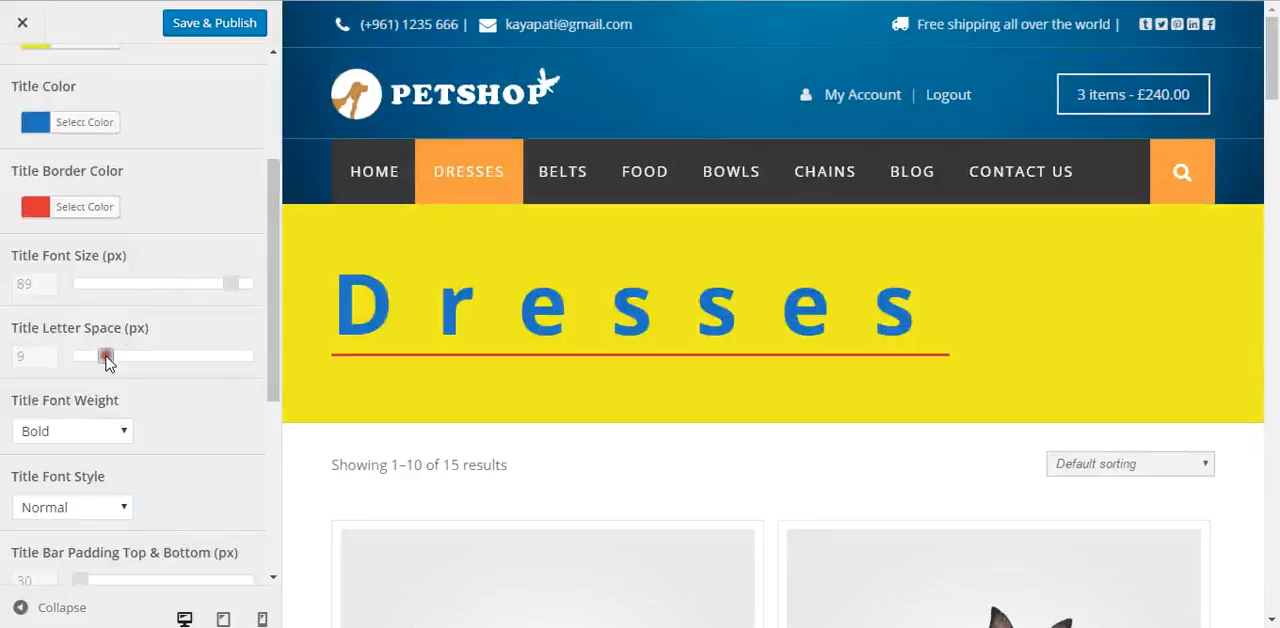 Save & Publish
Title Color
Select Color
Title Border Color
Select Color
Title Font Size (px)
89
Title Letter Space (px)
9
Title Font Weight
Bold
Title Font Style
Normal
Title Bar Padding Top & Bottom (px)
30
Collapse
(+961) 1235 666 | kayapati@gmail.com
Free shipping all over the world |
PETSHOP
My Account | Logout
3 items - £240.00
HOME DRESSES BELTS FOOD BOWLS CHAINS BLOG CONTACT US
Dresses
Showing 1–10 of 15 results
Default sorting